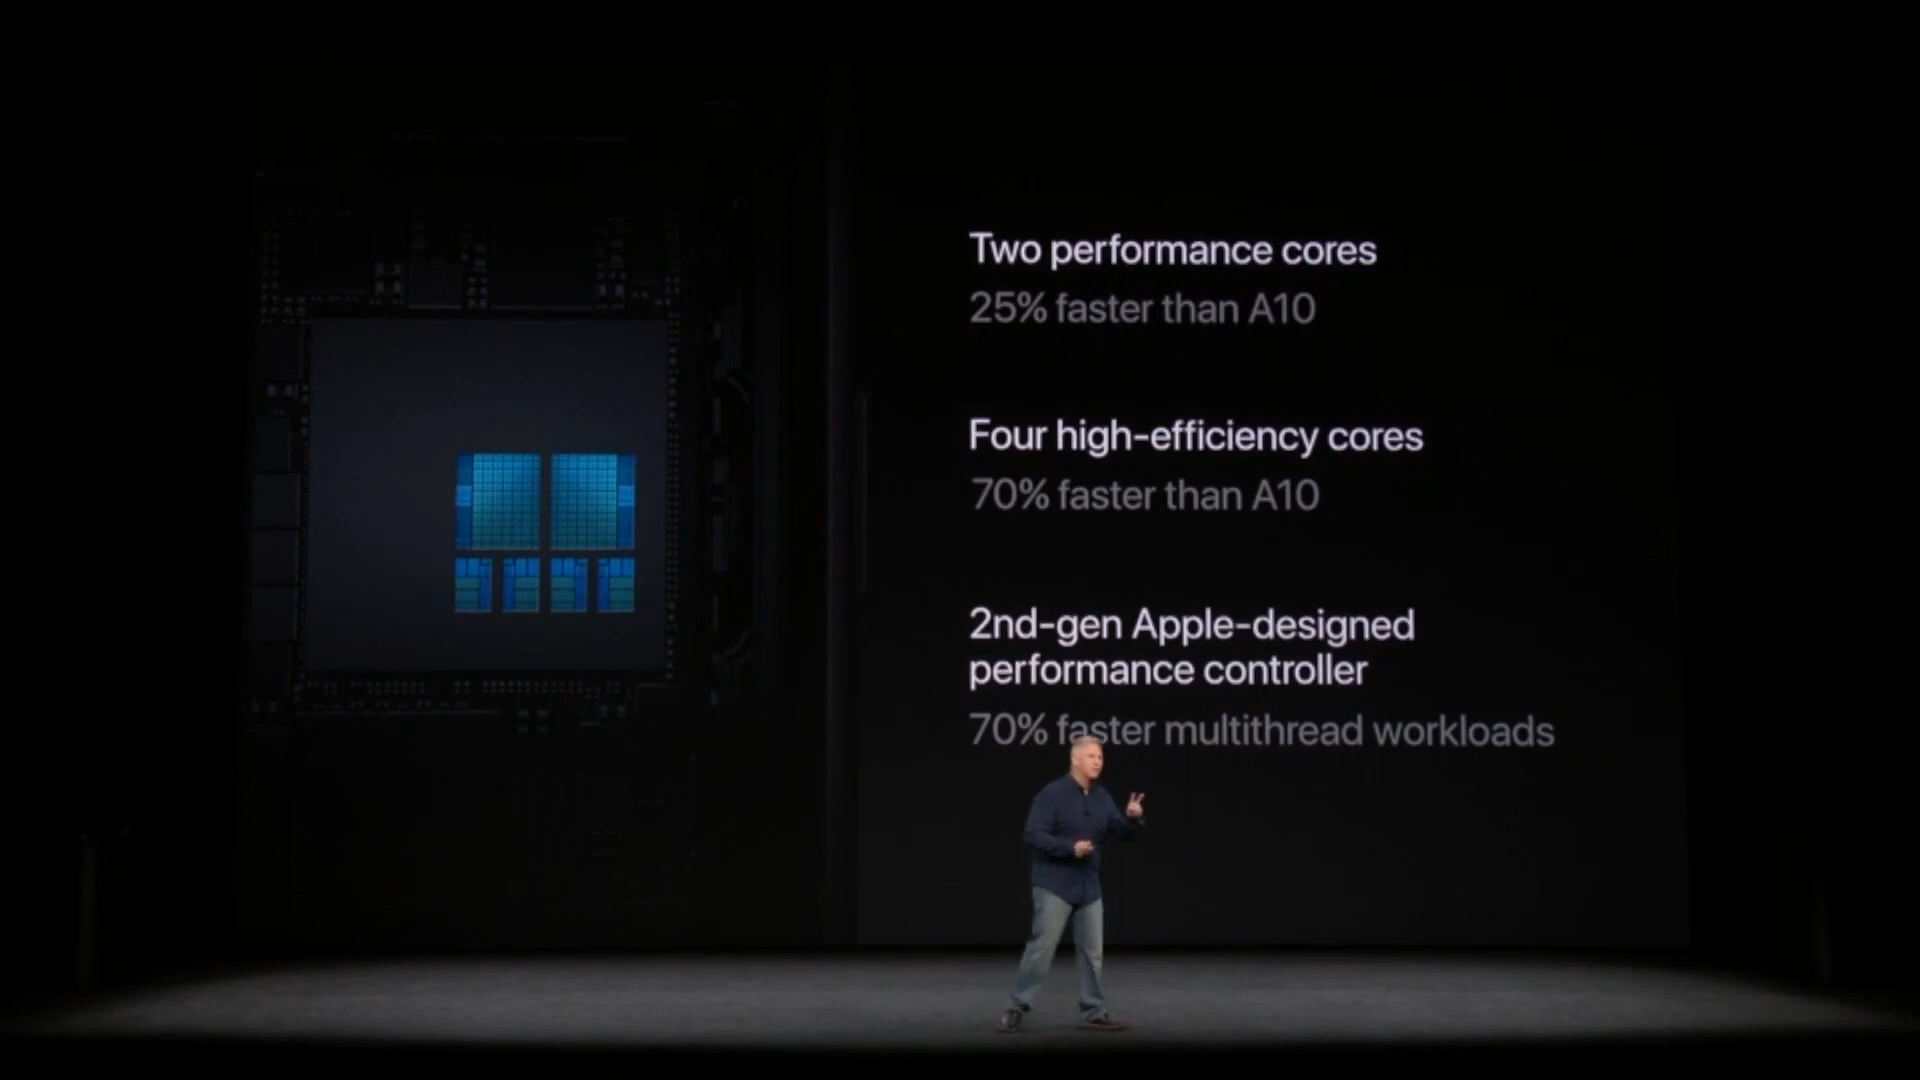 Two performance cores
25% faster than A10
Four high-efficiency cores
70% faster than A10
2nd-gen Apple-designed
performance controller
70% faster multithread workloads